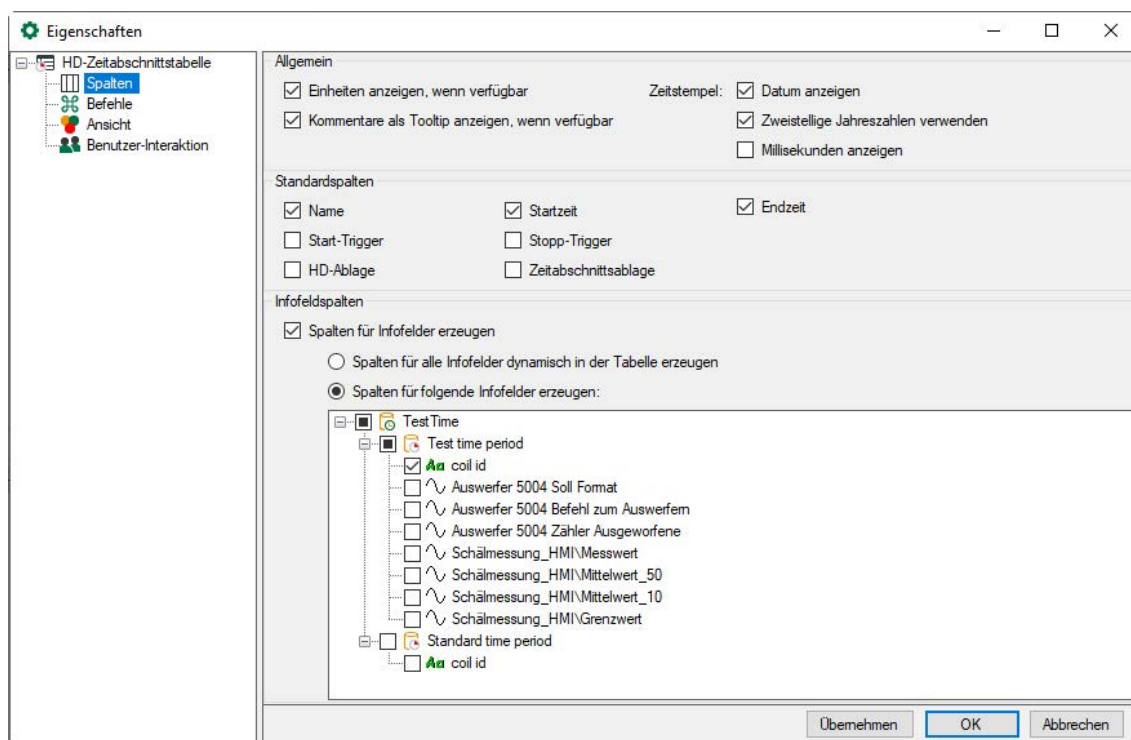 Eigenschaften
HD-Zeitabschnittstabelle
Spalten
Befehle
Ansicht
Benutzer-Interaktion
Allgemein
Einheiten anzeigen, wenn verfügbar Zeitstempel: Datum anzeigen
Kommentare als Tooltip anzeigen, wenn verfügbar Zweistellige Jahreszahlen verwenden
Millisekunden anzeigen
Standardspalten
Name Startzeit Endzeit
Start-Trigger Stopp-Trigger
HD-Ablage Zeitabschnittsablage
Infofeldspalten
Spalten für Infofelder erzeugen
Spalten für alle Infofelder dynamisch in der Tabelle erzeugen
Spalten für folgende Infofelder erzeugen:
TestTime
Test time period
Aa coil id
Auswerfer 5004 Soll Format
Auswerfer 5004 Befehl zum Auswerfern
Auswerfer 5004 Zähler Ausgeworfene
Schälmessung_HMI\Messwert
Schälmessung_HMI\Mittelwert_50
Schälmessung_HMI\Mittelwert_10
Schälmessung_HMI\Grenzwert
Standard time period
Aa coil id
Übernehmen OK Abbrechen